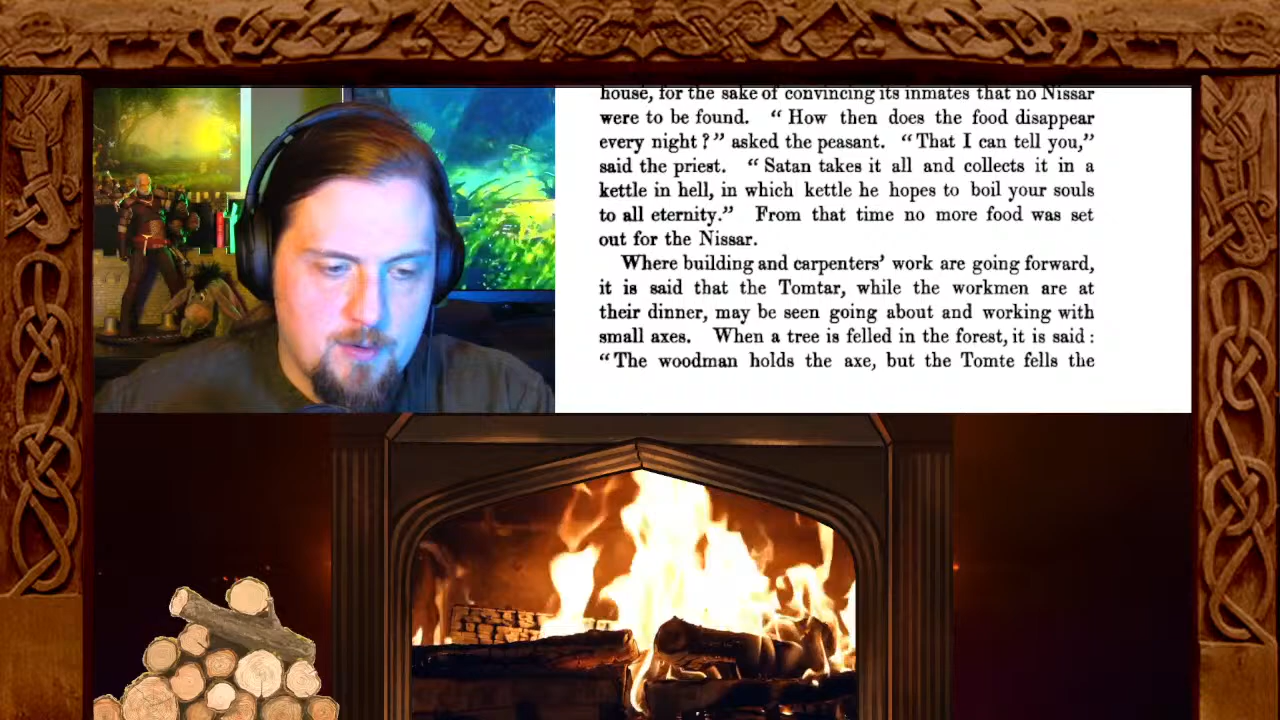 house, for the sake of convincing its inmates that no Nissar
were to be found. “ How then does the food disappear
every night ? ” asked the peasant. “ That I can tell you,”
said the priest. “ Satan takes it all and collects it in a
kettle in hell, in which kettle he hopes to boil your souls
to all eternity.” From that time no more food was set
out for the Nissar.
Where building and carpenters’ work are going forward,
it is said that the Tomtar, while the workmen are at
their dinner, may be seen going about and working with
small axes. When a tree is felled in the forest, it is said :
“ The woodman holds the axe, but the Tomte fells the